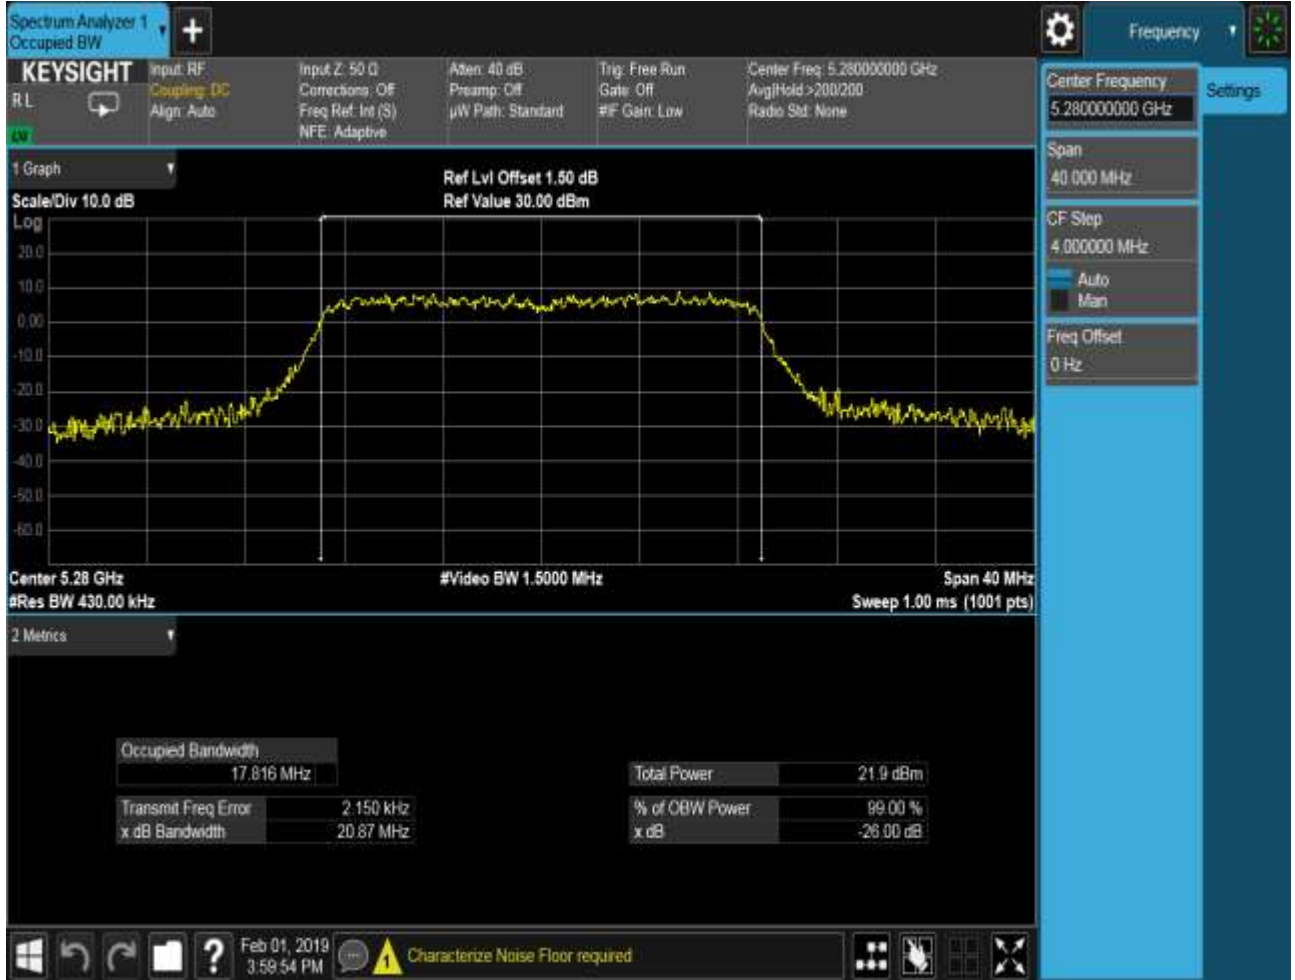 Spectrum Analyzer 1
Occupied BW
Frequency
KEYSIGHT
R L
Input: RF
Coupling: DC
Align: Auto
Input Z: 50 Ω
Corrections: Off
Freq Ref: Int (S)
NFE: Adaptive
Atten: 40 dB
Preamp: Off
µW Path: Standard
Trig: Free Run
Gate: Off
#IF Gain: Low
Center Freq: 5.280000000 GHz
Avg|Hold:>200/200
Radio Std: None
Center Frequency
5.280000000 GHz
Settings
Span
40.000 MHz
CF Step
4.000000 MHz
Auto
Man
Freq Offset
0 Hz
1 Graph
Scale/Div 10.0 dB
Ref Lvl Offset 1.50 dB
Ref Value 30.00 dBm
Log
20.0
10.0
0.00
-10.0
-20.0
-30.0
-40.0
-50.0
-60.0
Center 5.28 GHz
#Video BW 1.5000 MHz
Span 40 MHz
#Res BW 430.00 kHz
Sweep 1.00 ms (1001 pts)
2 Metrics
Occupied Bandwidth
17.816 MHz
Total Power 21.9 dBm
Transmit Freq Error 2.150 kHz
% of OBW Power 99.00 %
x dB Bandwidth 20.87 MHz
x dB -26.00 dB
?
Feb 01, 2019
3:59:54 PM
1
Characterize Noise Floor required